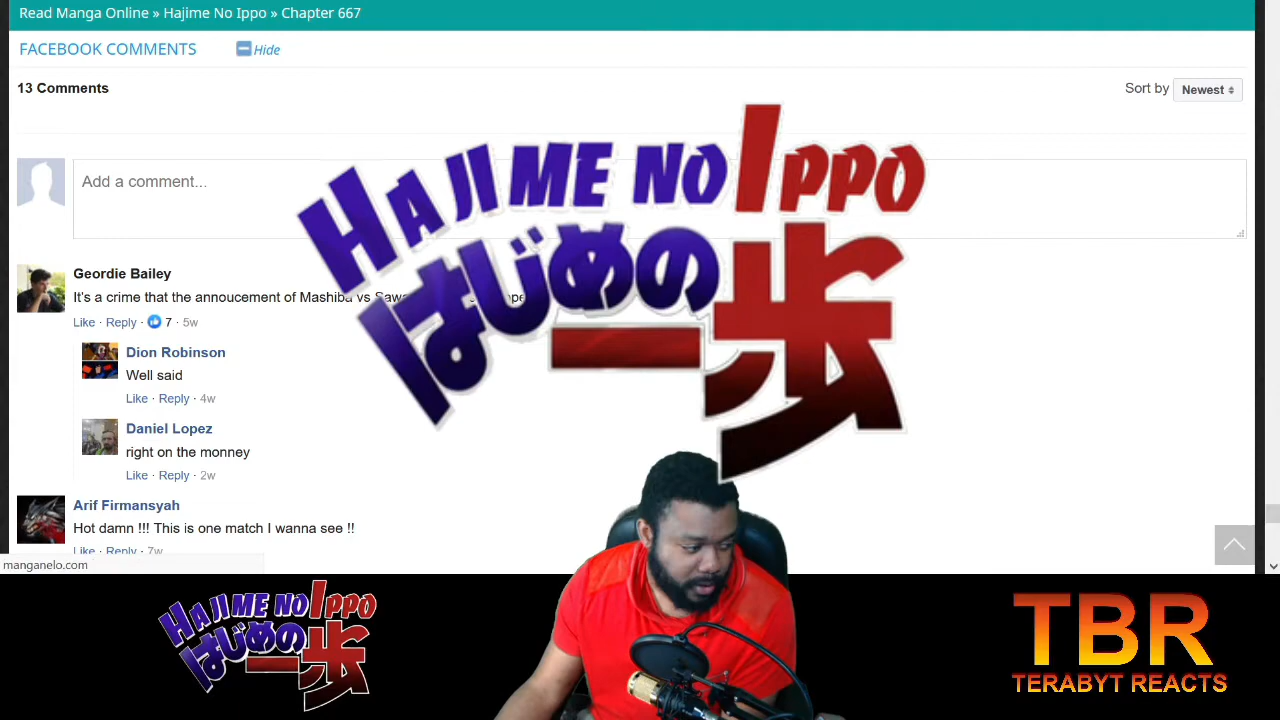 Read Manga Online » Hajime No Ippo » Chapter 667
FACEBOOK COMMENTS
Hide
13 Comments
Sort by
Newest
Add a comment...
HAJIME NO IPPO
はじめの
一歩
Geordie Bailey
It's a crime that the annoucement of Mashiba vs
Like · Reply · 7 · 5w
Dion Robinson
Well said
Like · Reply · 4w
Daniel Lopez
right on the monney
Like · Reply · 2w
Arif Firmansyah
Hot damn !!! This is one match I wanna see !!
Like · Reply · 7w
manganelo.com
HAJIME NO IPPO
はじめの
一歩
TBR
TERABYT REACTS